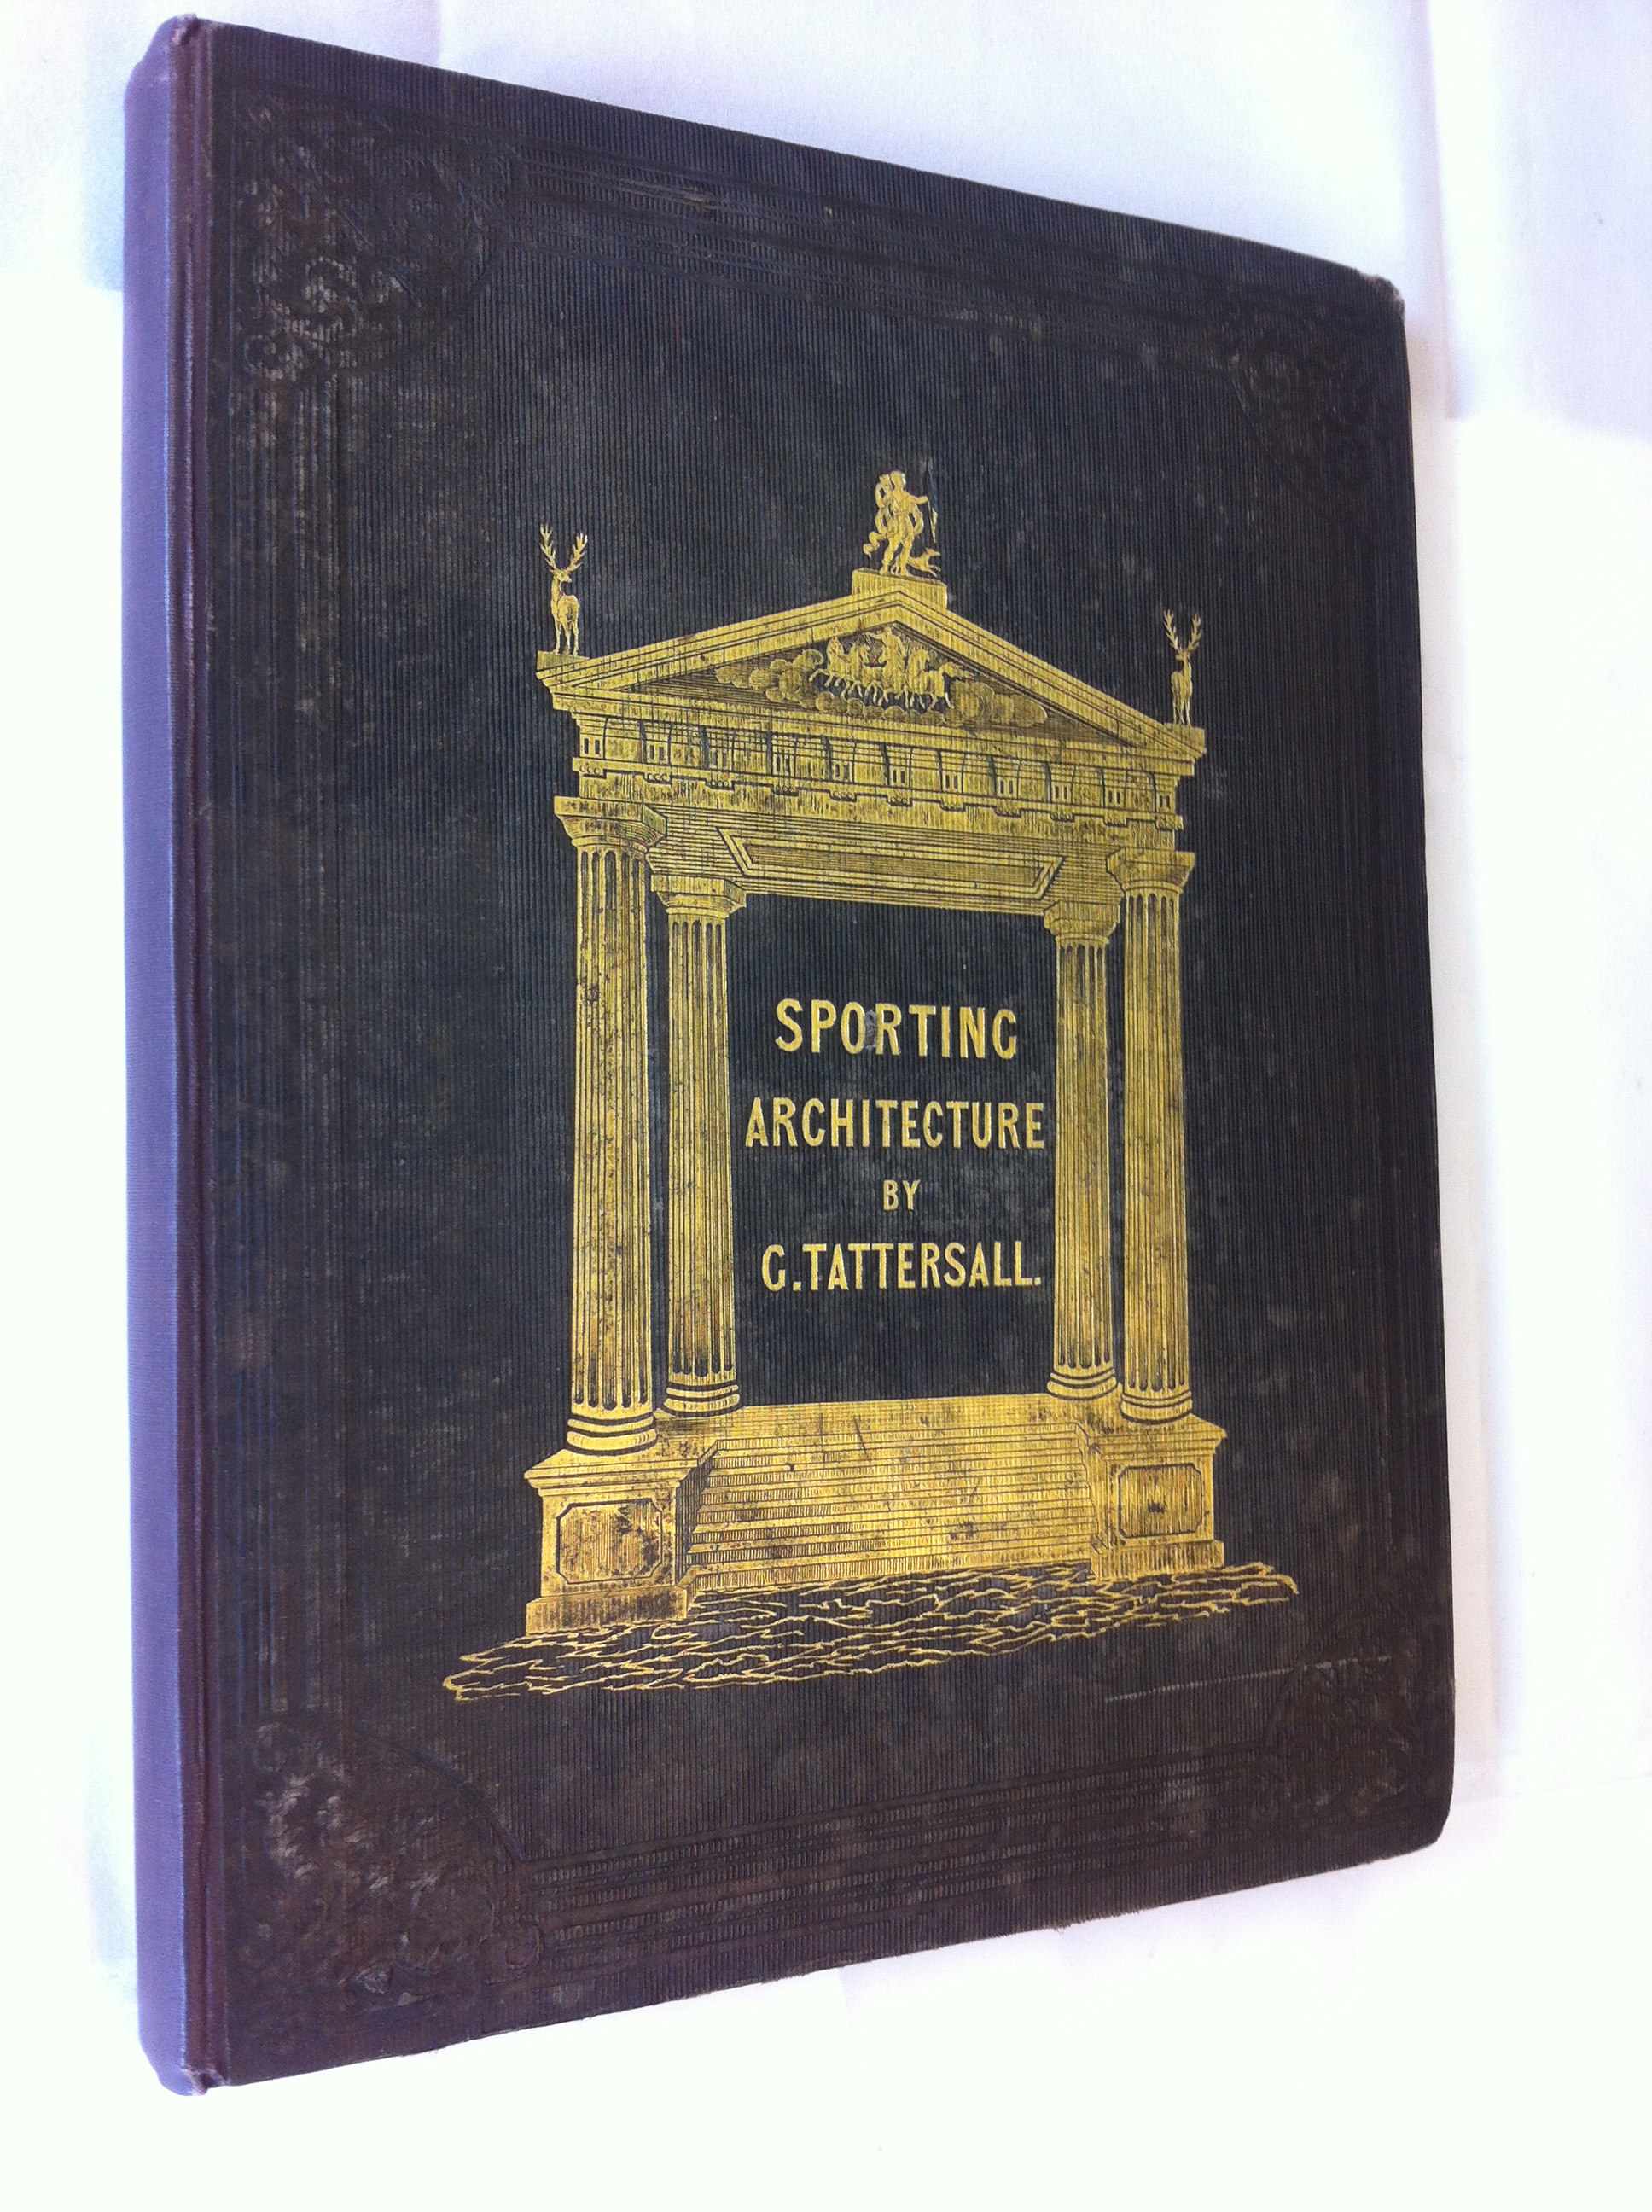 SPORTING
ARCHITECTURE
BY
G. TATTERSALL.